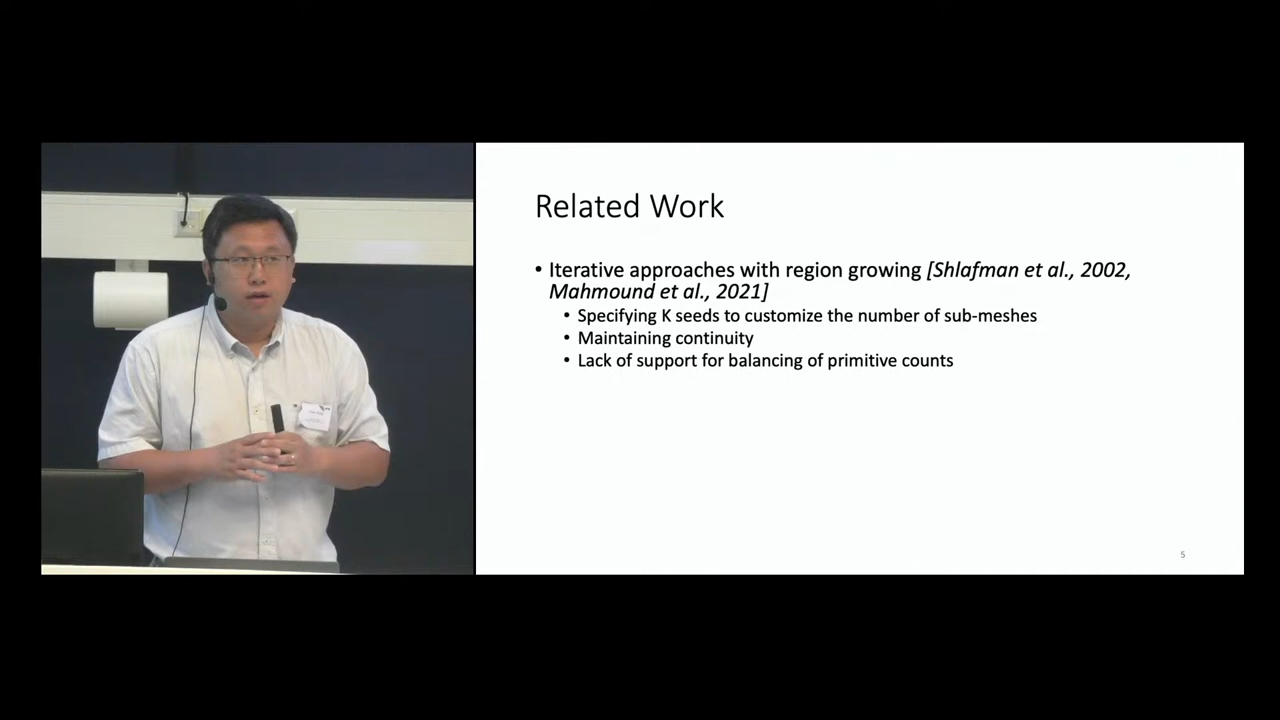 Related Work
• Iterative approaches with region growing [Shlafman et al., 2002,
Mahmound et al., 2021]
• Specifying K seeds to customize the number of sub-meshes
• Maintaining continuity
• Lack of support for balancing of primitive counts
5